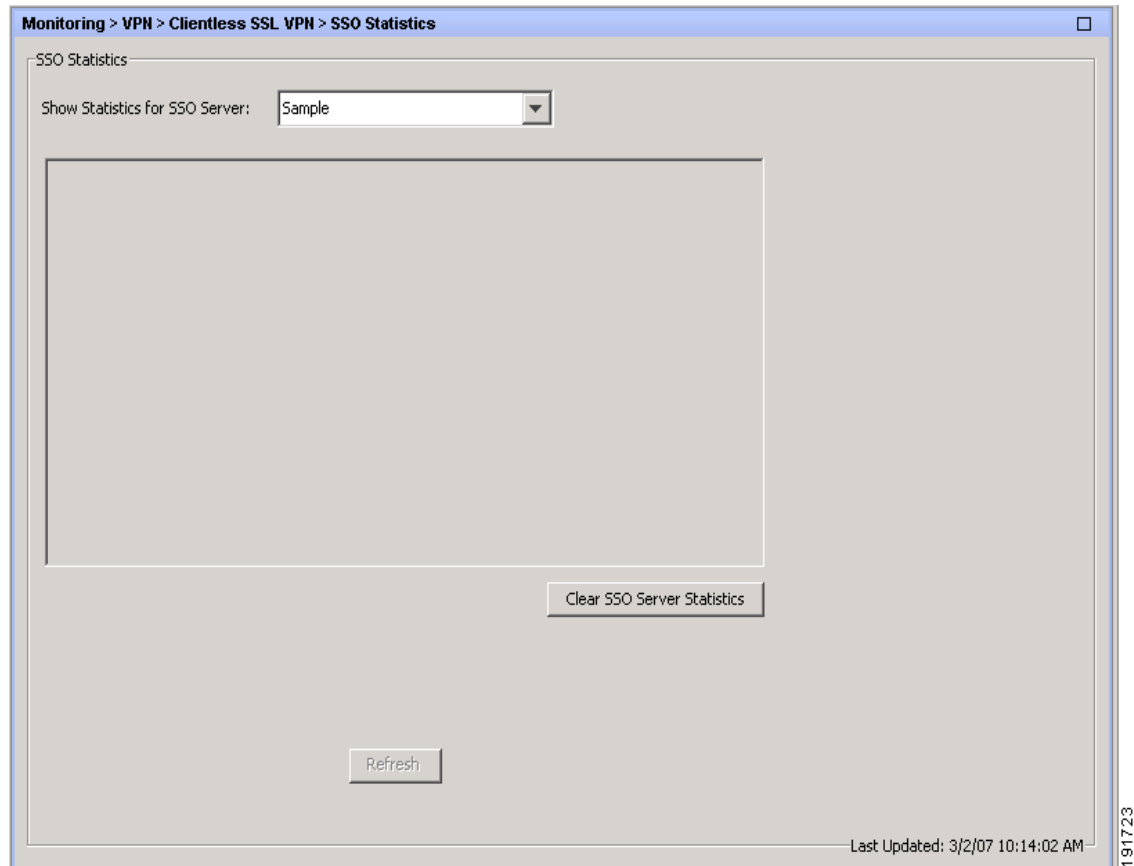 Monitoring > VPN > Clientless SSL VPN > SSO Statistics
SSO Statistics
Show Statistics for SSO Server: Sample
Clear SSO Server Statistics
Refresh
Last Updated: 3/2/07 10:14:02 AM
191723